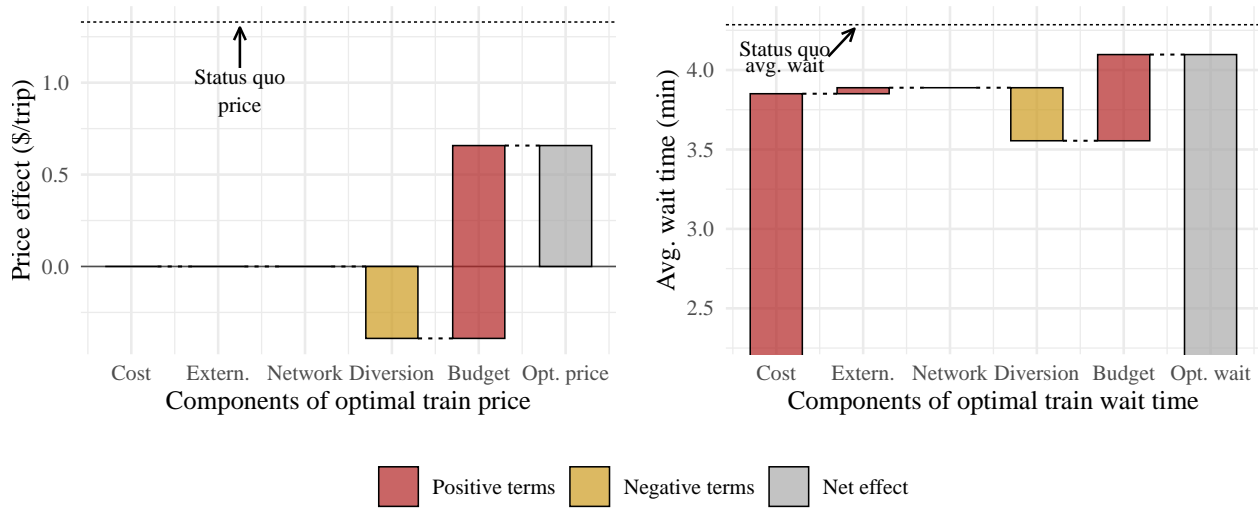 Price effect ($/trip)
1.0
0.5
0.0
Status quo
price
Cost Extern. Network Diversion Budget Opt. price
Components of optimal train price
Avg. wait time (min)
4.0
3.5
3.0
2.5
Status quo
avg. wait
Cost Extern. Network Diversion Budget Opt. wait
Components of optimal train wait time
Positive terms Negative terms Net effect